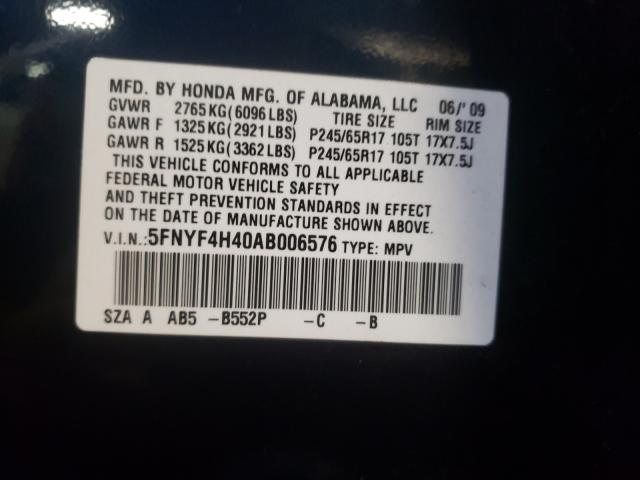 MFD. BY HONDA MFG. OF ALABAMA, LLC 06/'09
GVWR 2765KG(6096LBS) TIRE SIZE RIM SIZE
GAWR F 1325KG(2921LBS) P245/65R17 105T 17X7.5J
GAWR R 1525KG(3362LBS) P245/65R17 105T 17X7.5J
THIS VEHICLE CONFORMS TO ALL APPLICABLE
FEDERAL MOTOR VEHICLE SAFETY
AND THEFT PREVENTION STANDARDS IN EFFECT
ON THE DATE OF MANUFACTURE SHOWN ABOVE.
V.I.N.:5FNYF4H40AB006576 TYPE: MPV
SZA A AB5 -B552P -C -B